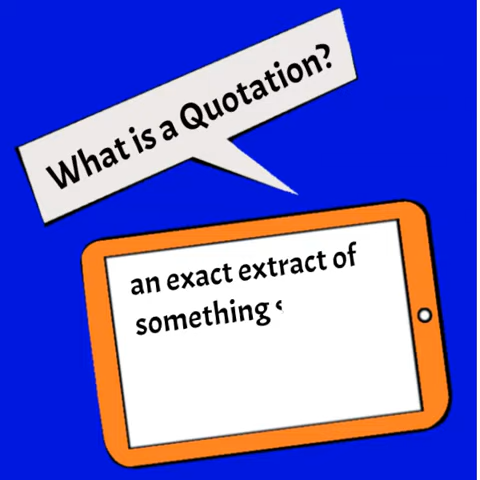 What is a Quotation?
an exact extract of
something